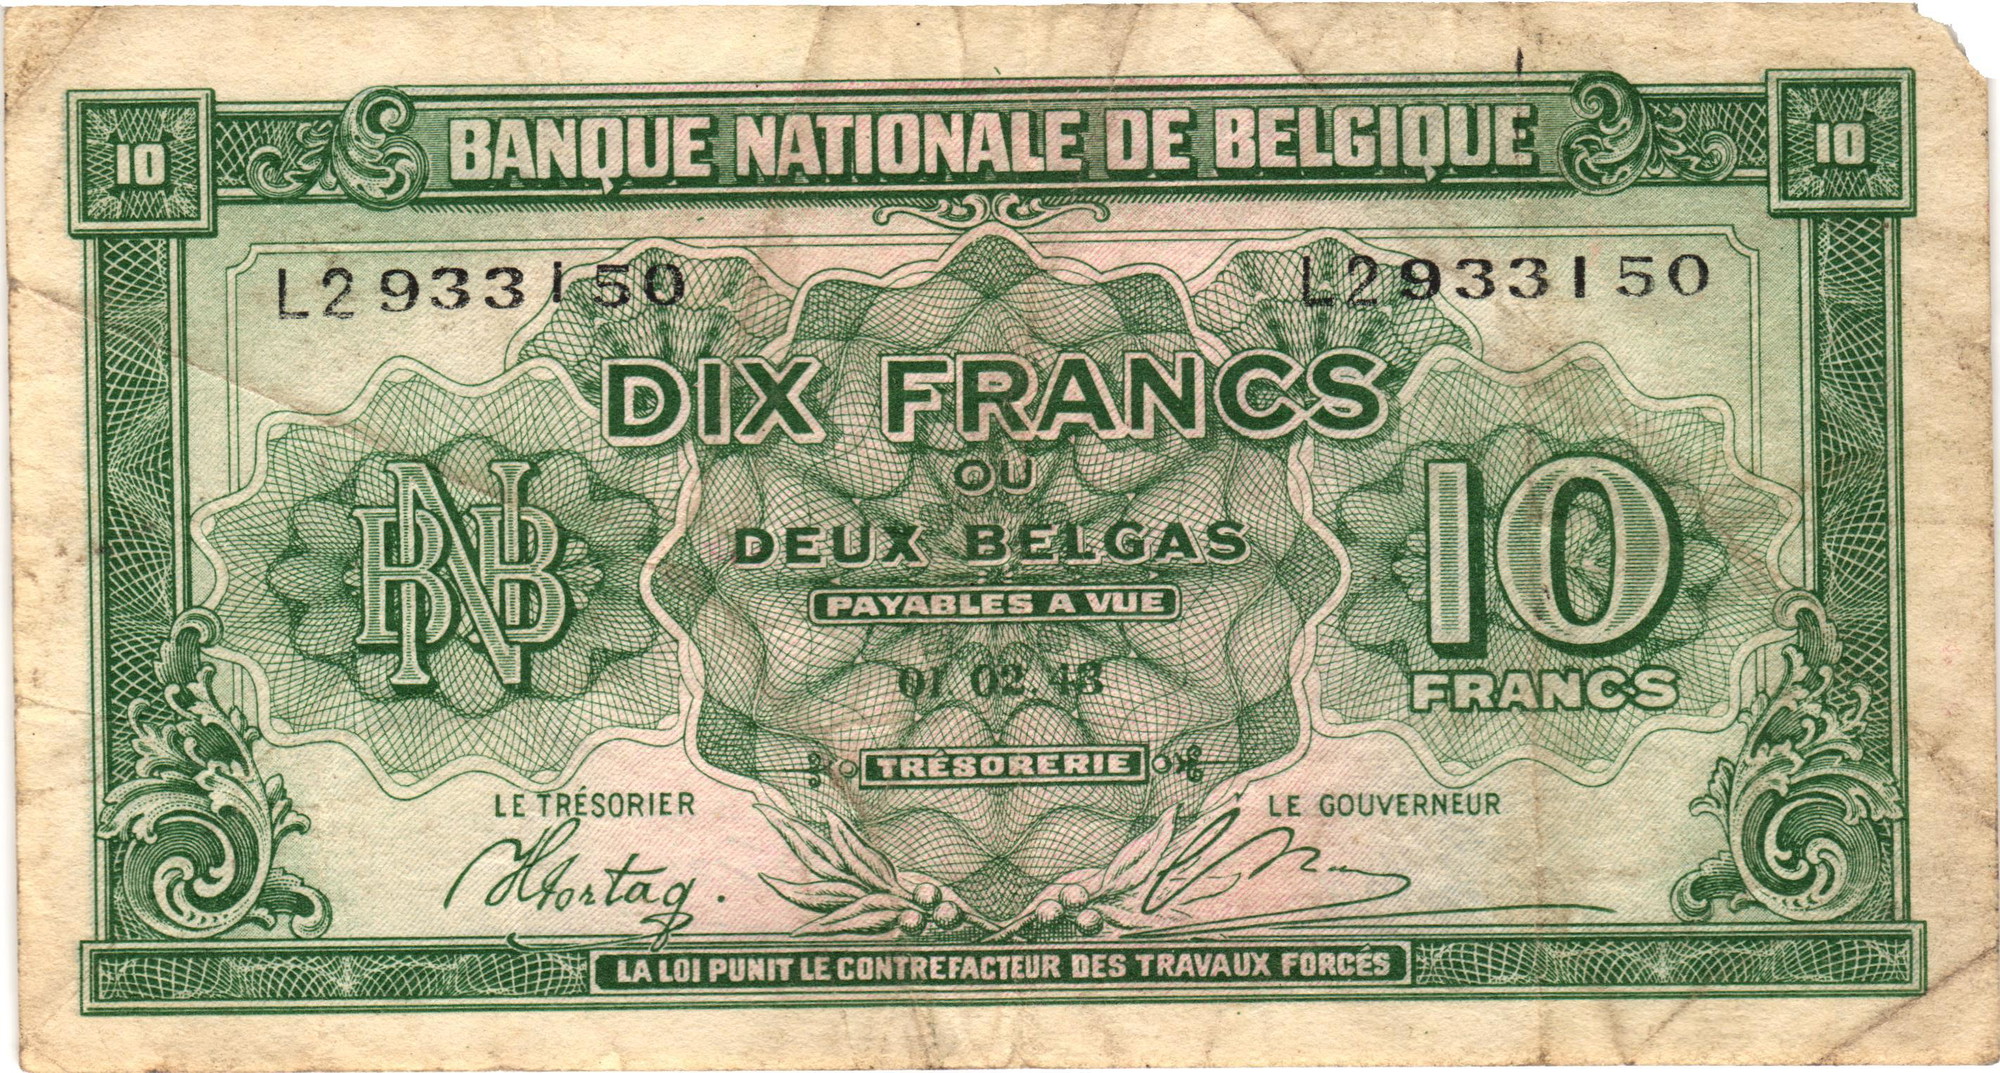 10 BANQUE NATIONALE DE BELGIQUE 10
L2933150 L2933150
DIX FRANCS
OU
DEUX BELGAS
PAYABLES A VUE
BNB
10
FRANCS
01.02.43
TRÉSORERIE
LE TRÉSORIER LE GOUVERNEUR
LA LOI PUNIT LE CONTREFACTEUR DES TRAVAUX FORCÉS